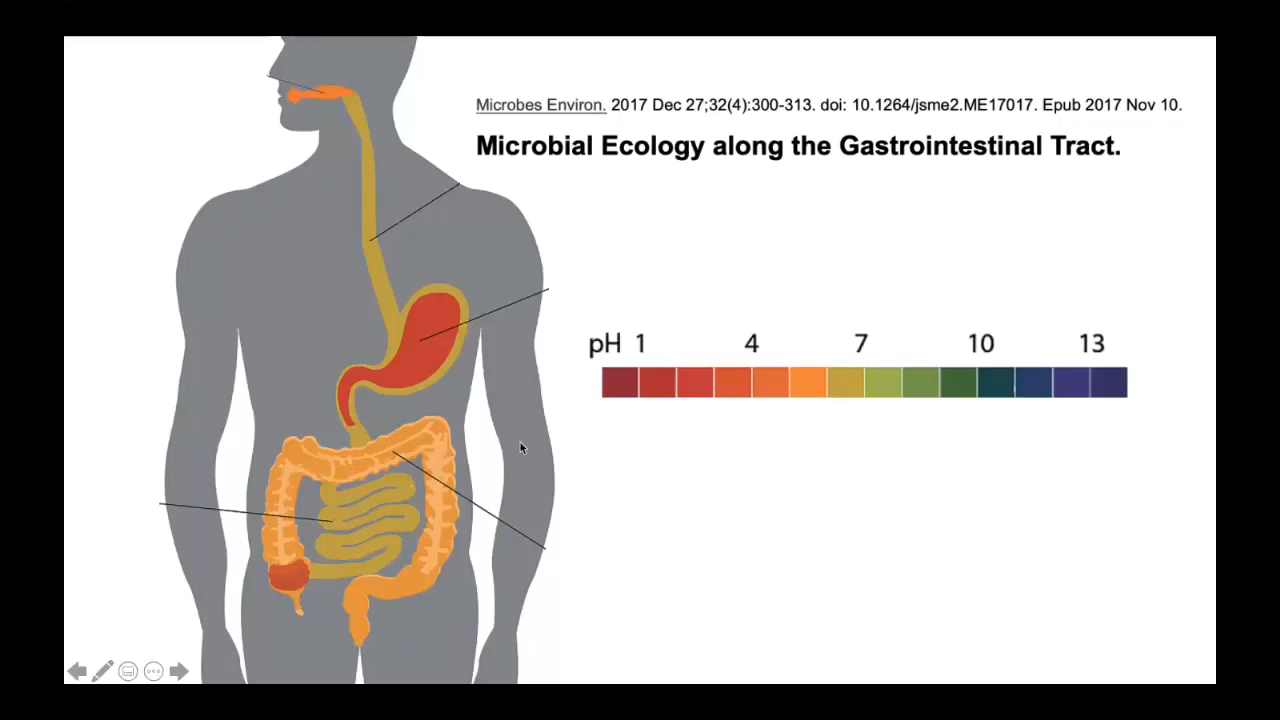 Microbes Environ. 2017 Dec 27;32(4):300-313. doi: 10.1264/jsme2.ME17017. Epub 2017 Nov 10.
Microbial Ecology along the Gastrointestinal Tract.
pH 1 4 7 10 13